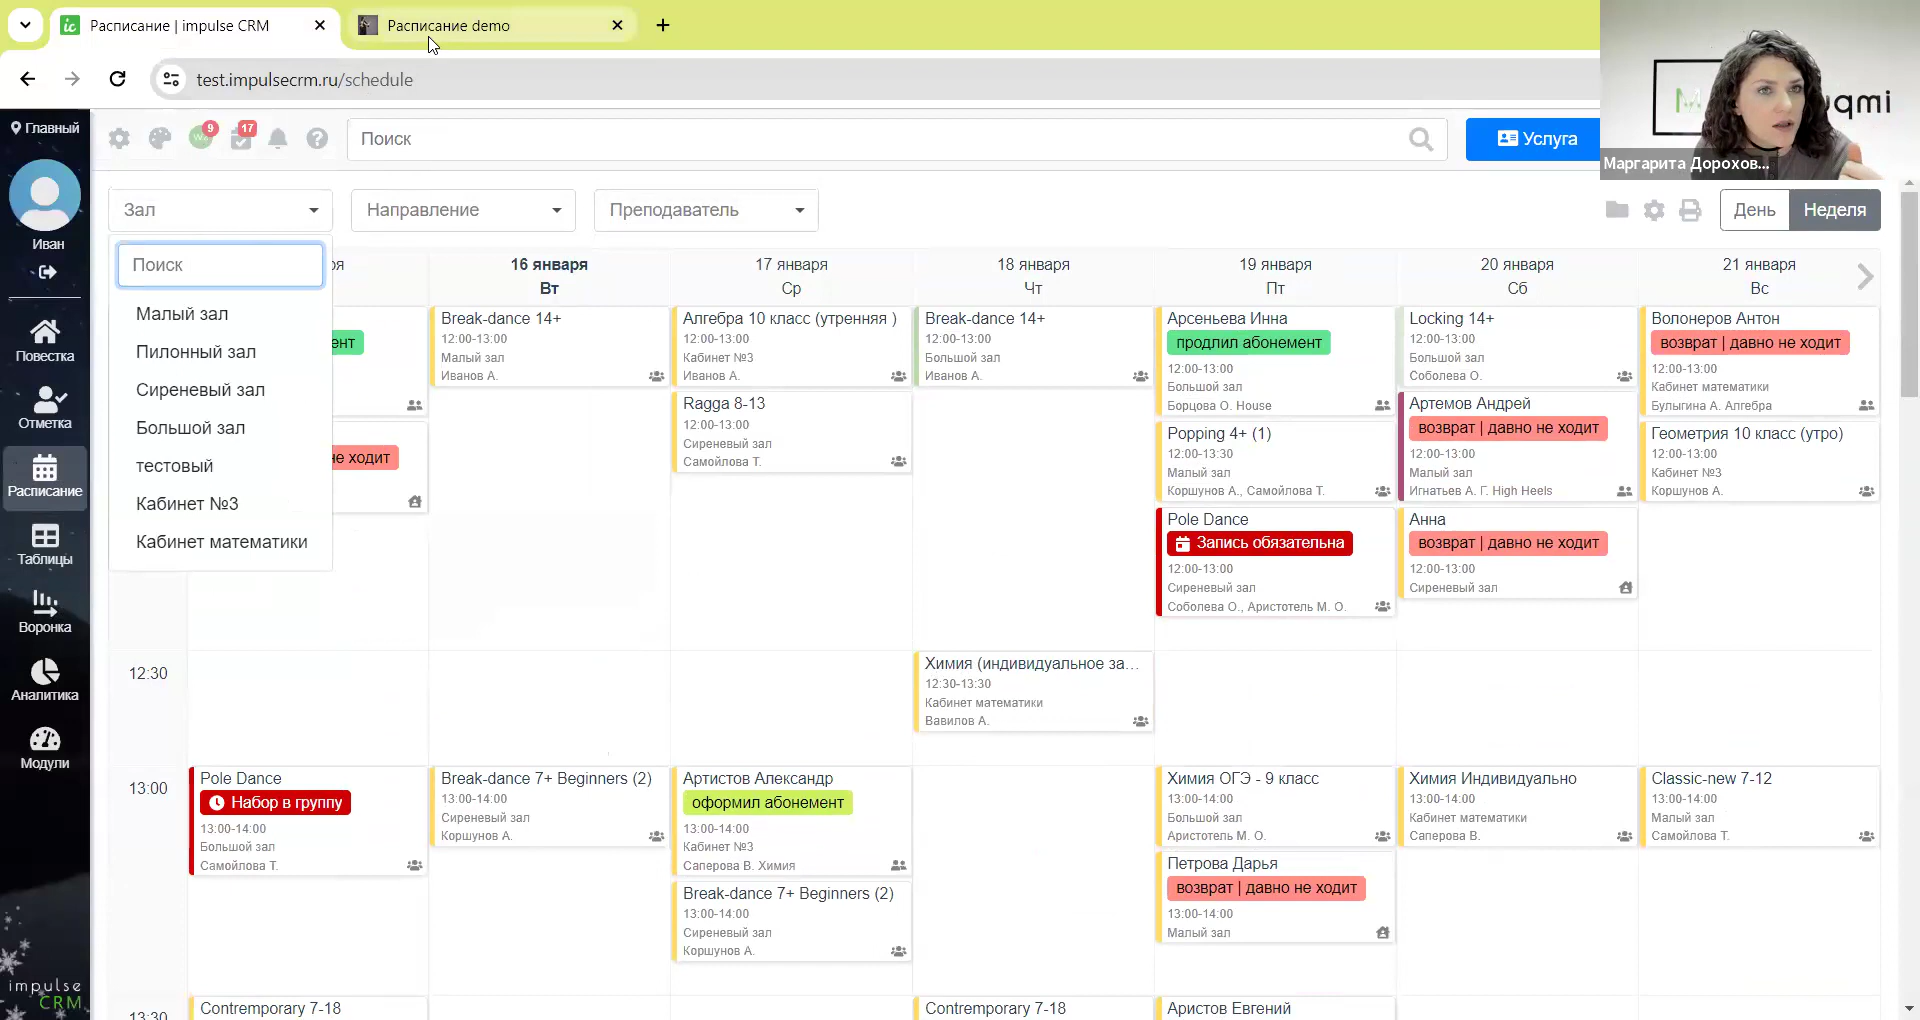 Расписание | impulse CRM
Расписание demo
test.impulsecrm.ru/schedule
Маргарита Дорохов...
Главный
9
17
Поиск
Услуга
Иван
Повестка
Отметка
Расписание
Таблицы
Воронка
Аналитика
Модули
impulse
CRM
Зал
Направление
Преподаватель
День
Неделя
Поиск
Малый зал
Пилонный зал
Сиреневый зал
Большой зал
тестовый
Кабинет №3
Кабинет математики
16 января
Вт
17 января
Ср
18 января
Чт
19 января
Пт
20 января
Сб
21 января
Вс
12:30
13:00
13:30
ент
не ходит
Pole Dance
Набор в группу
13:00-14:00
Большой зал
Самойлова Т.
Contremporary 7-18
Break-dance 14+
12:00-13:00
Малый зал
Иванов А.
Break-dance 7+ Beginners (2)
13:00-14:00
Сиреневый зал
Коршунов А.
Алгебра 10 класс (утренняя )
12:00-13:00
Кабинет №3
Иванов А.
Ragga 8-13
12:00-13:00
Сиреневый зал
Самойлова Т.
Артистов Александр
оформил абонемент
13:00-14:00
Кабинет №3
Саперова В. Химия
Break-dance 7+ Beginners (2)
13:00-14:00
Сиреневый зал
Коршунов А.
Break-dance 14+
12:00-13:00
Большой зал
Иванов А.
Химия (индивидуальное за...
12:30-13:30
Кабинет математики
Вавилов А.
Contremporary 7-18
Арсеньева Инна
продлил абонемент
12:00-13:00
Большой зал
Борцова О. House
Popping 4+ (1)
12:00-13:30
Малый зал
Коршунов А., Самойлова Т.
Pole Dance
Запись обязательна
12:00-13:00
Сиреневый зал
Соболева О., Аристотель М. О.
Химия ОГЭ - 9 класс
13:00-14:00
Большой зал
Аристотель М. О.
Петрова Дарья
возврат | давно не ходит
13:00-14:00
Малый зал
Аристов Евгений
Locking 14+
12:00-13:00
Большой зал
Соболева О.
Артемов Андрей
возврат | давно не ходит
12:00-13:00
Малый зал
Игнатьев А. Г. High Heels
Анна
возврат | давно не ходит
12:00-13:00
Сиреневый зал
Химия Индивидуально
13:00-14:00
Кабинет математики
Саперова В.
Волонеров Антон
возврат | давно не ходит
12:00-13:00
Кабинет математики
Булыгина А. Алгебра
Геометрия 10 класс (утро)
12:00-13:00
Кабинет №3
Коршунов А.
Classic-new 7-12
13:00-14:00
Малый зал
Самойлова Т.